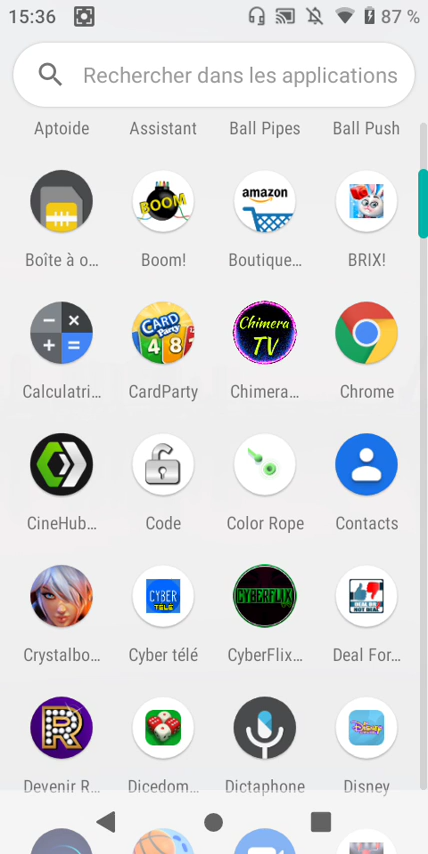 15:36
87 %
Rechercher dans les applications
Aptoide
Assistant
Ball Pipes
Ball Push
BOOM
amazon
Boîte à o...
Boom!
Boutique...
BRIX!
CARD
Party
4 8
Chimera
TV
Calculatri...
CardParty
Chimera...
Chrome
CineHub...
Code
Color Rope
Contacts
CYBER
TÉLÉ
CYBERFLIX
DEAL OR
NOT DEAL
Crystalbo...
Cyber télé
CyberFlix...
Deal For...
R
Disney
Devenir R...
Dicedom...
Dictaphone
Disney